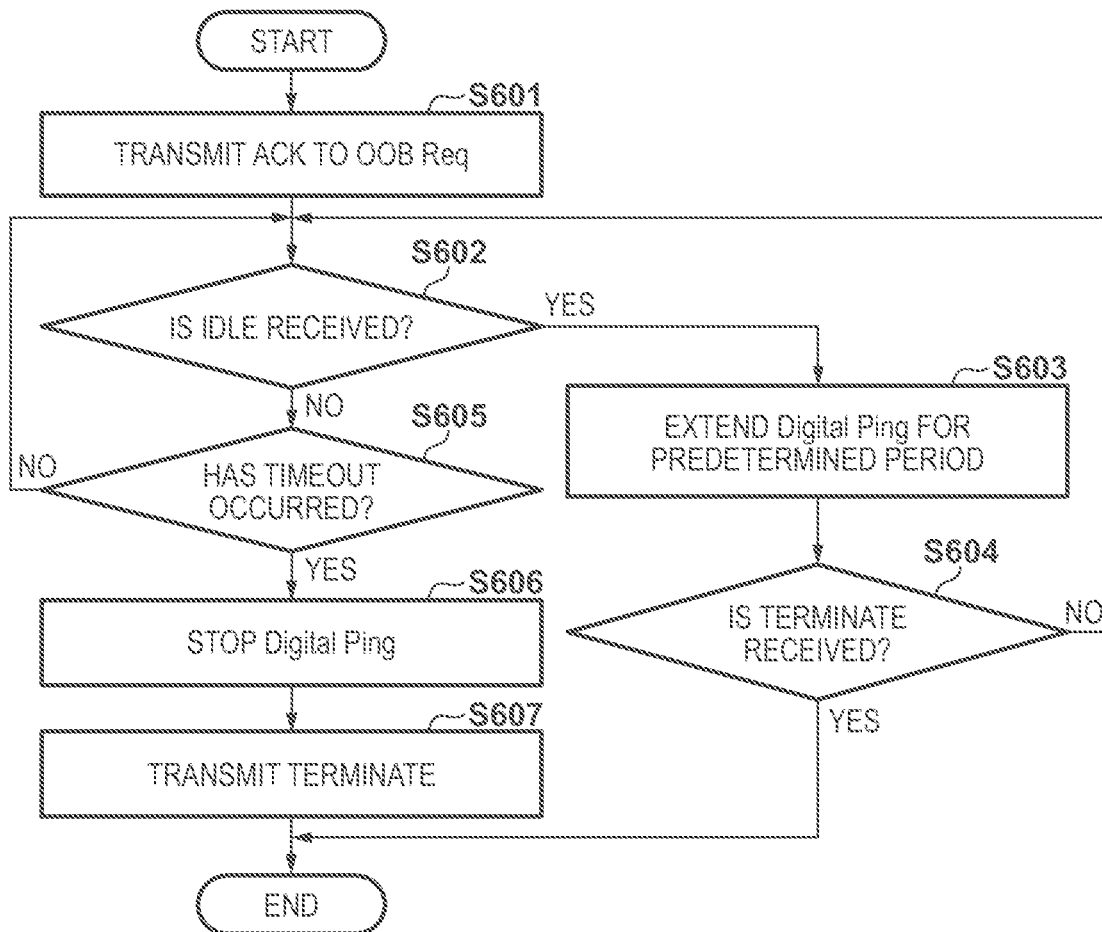 START
S601
TRANSMIT ACK TO OOB Req
S602
IS IDLE RECEIVED?
YES
NO
S603
EXTEND Digital Ping FOR
PREDETERMINED PERIOD
S605
HAS TIMEOUT
OCCURRED?
NO
YES
S604
IS TERMINATE
RECEIVED?
NO
YES
S606
STOP Digital Ping
S607
TRANSMIT TERMINATE
END